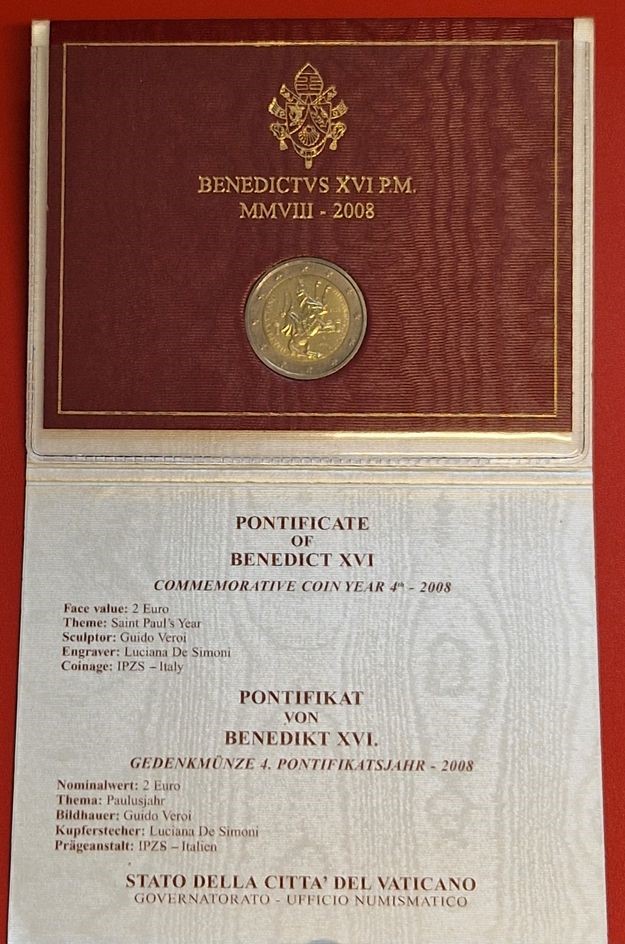 BENEDICTVS XVI P.M.
MMVIII - 2008
PONTIFICATE
OF
BENEDICT XVI
COMMEMORATIVE COIN YEAR 4th - 2008
Face value: 2 Euro
Theme: Saint Paul's Year
Sculptor: Guido Veroi
Engraver: Luciana De Simoni
Coinage: IPZS – Italy
PONTIFIKAT
VON
BENEDIKT XVI.
GEDENKMÜNZE 4. PONTIFIKATSJAHR - 2008
Nominalwert: 2 Euro
Thema: Paulusjahr
Bildhauer: Guido Veroi
Kupferstecher: Luciana De Simoni
Prägeanstalt: IPZS – Italien
STATO DELLA CITTA' DEL VATICANO
GOVERNATORATO - UFFICIO NUMISMATICO